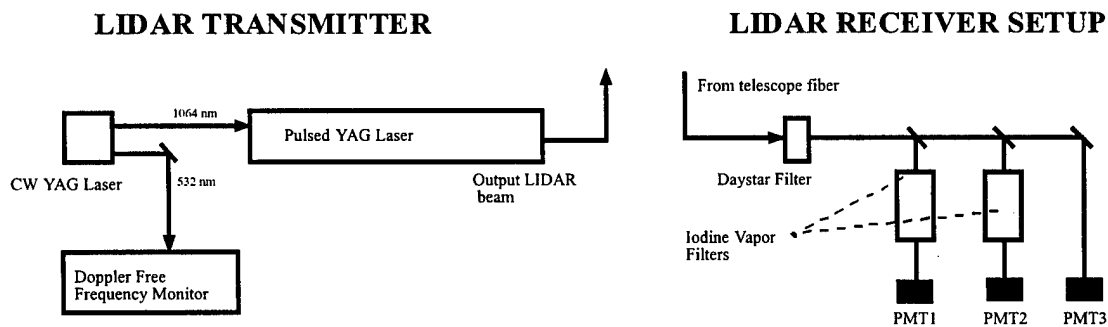 LIDAR TRANSMITTER
1064 nm
Pulsed YAG Laser
CW YAG Laser
532 nm
Output LIDAR
beam
Doppler Free
Frequency Monitor
LIDAR RECEIVER SETUP
From telescope fiber
Daystar Filter
Iodine Vapor
Filters
PMT1
PMT2
PMT3